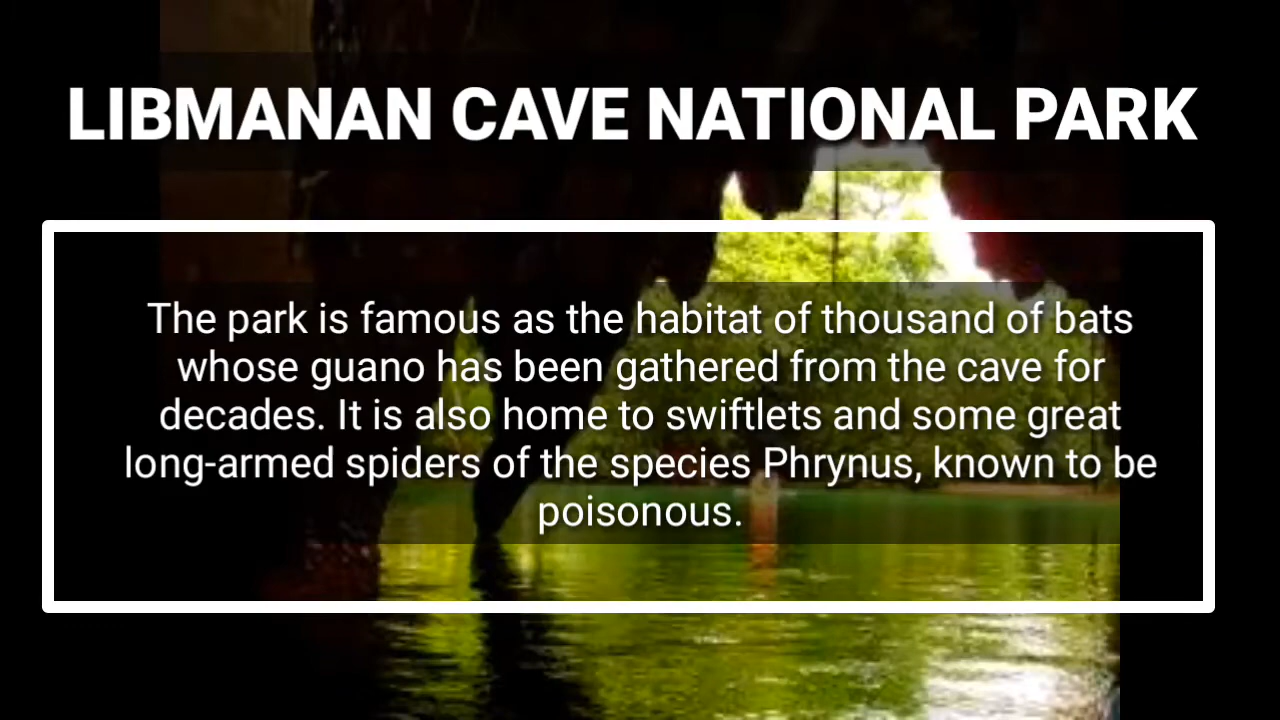 LIBMANAN CAVE NATIONAL PARK
The park is famous as the habitat of thousand of bats
whose guano has been gathered from the cave for
decades. It is also home to swiftlets and some great
long-armed spiders of the species Phrynus, known to be
poisonous.